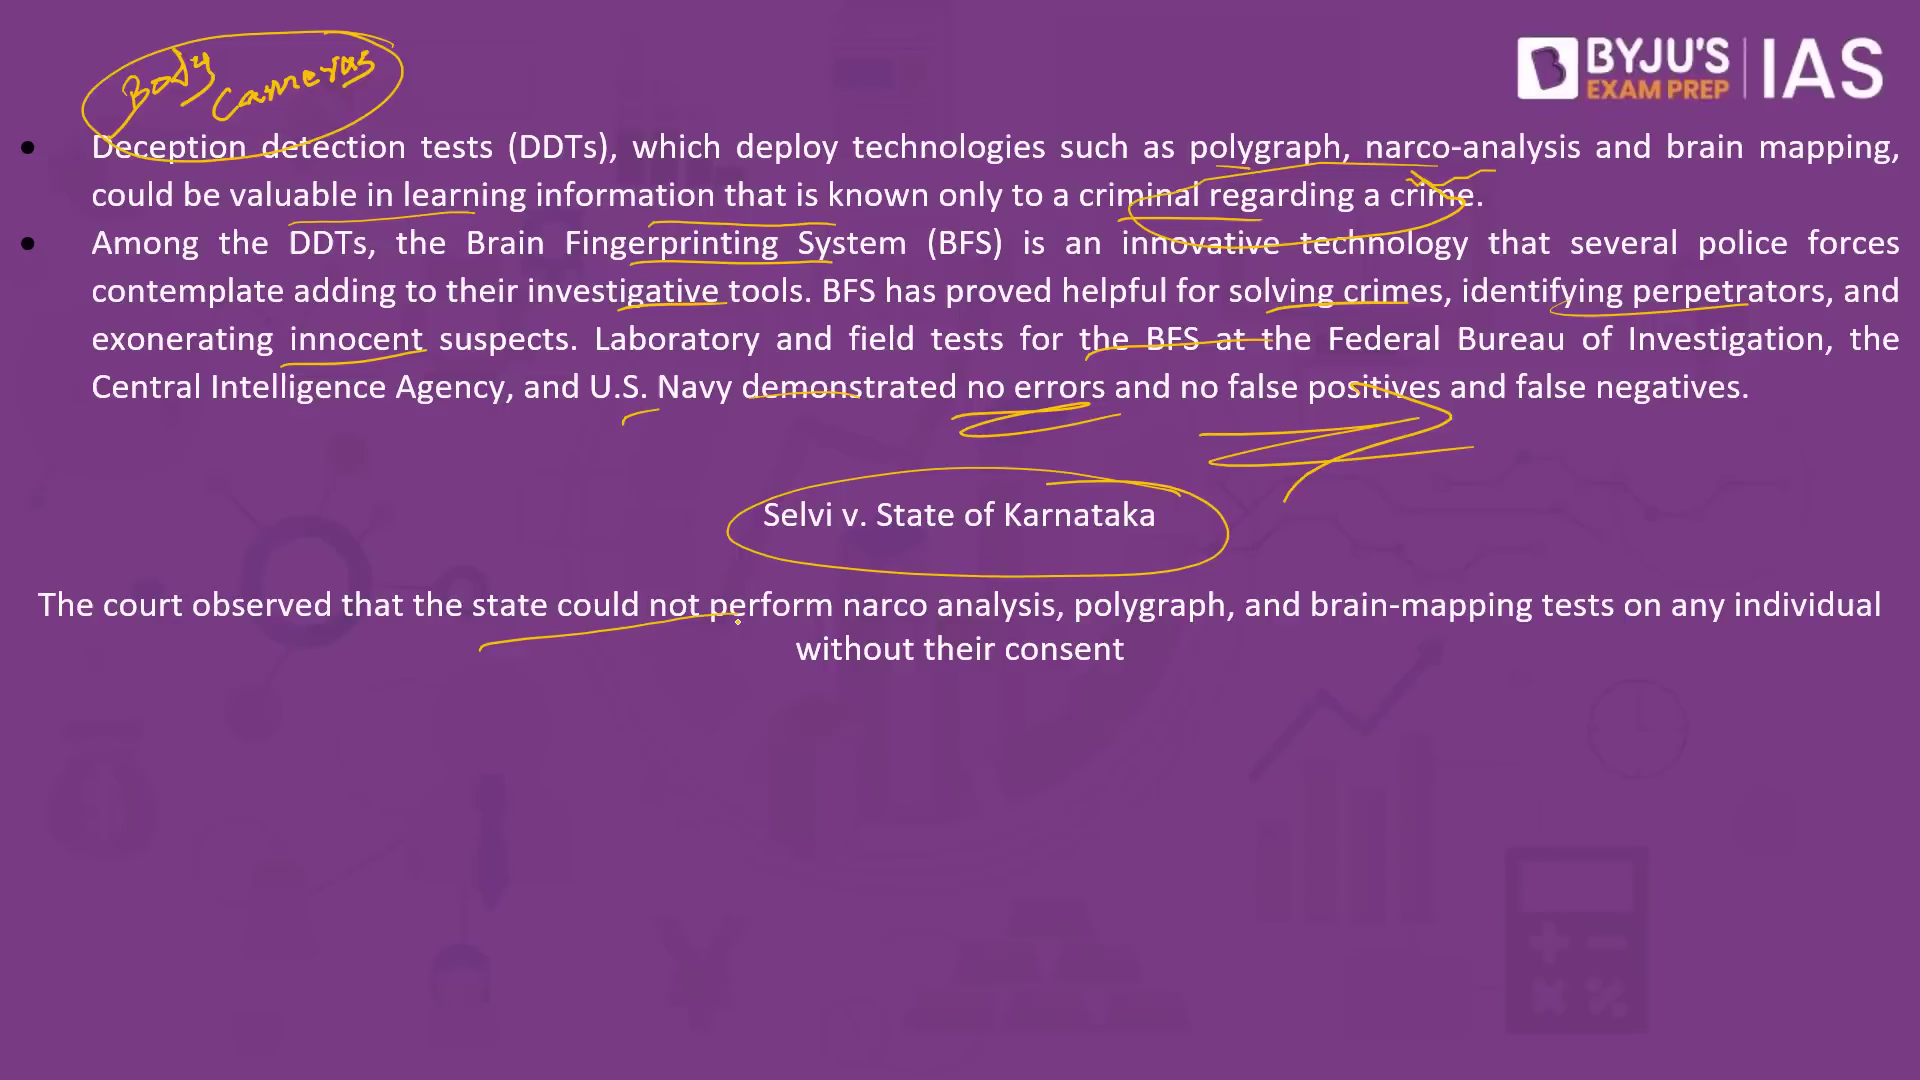 Body
Cameras
BYJU'S
EXAM PREP
IAS
• Deception detection tests (DDTs), which deploy technologies such as polygraph, narco-analysis and brain mapping,
could be valuable in learning information that is known only to a criminal regarding a crime.
• Among the DDTs, the Brain Fingerprinting System (BFS) is an innovative technology that several police forces
contemplate adding to their investigative tools. BFS has proved helpful for solving crimes, identifying perpetrators, and
exonerating innocent suspects. Laboratory and field tests for the BFS at the Federal Bureau of Investigation, the
Central Intelligence Agency, and U.S. Navy demonstrated no errors and no false positives and false negatives.
Selvi v. State of Karnataka
The court observed that the state could not perform narco analysis, polygraph, and brain-mapping tests on any individual
without their consent